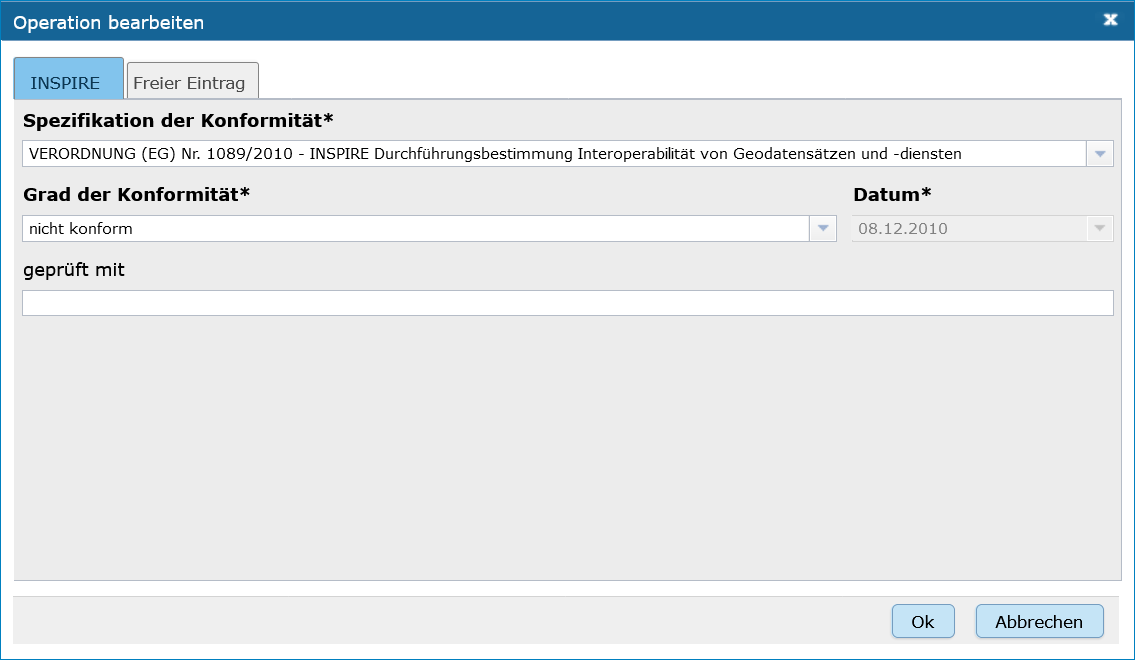 Operation bearbeiten
INSPIRE Freier Eintrag
Spezifikation der Konformität*
VERORDNUNG (EG) Nr. 1089/2010 - INSPIRE Durchführungsbestimmung Interoperabilität von Geodatensätzen und -diensten
Grad der Konformität* Datum*
nicht konform 08.12.2010
geprüft mit
Ok Abbrechen